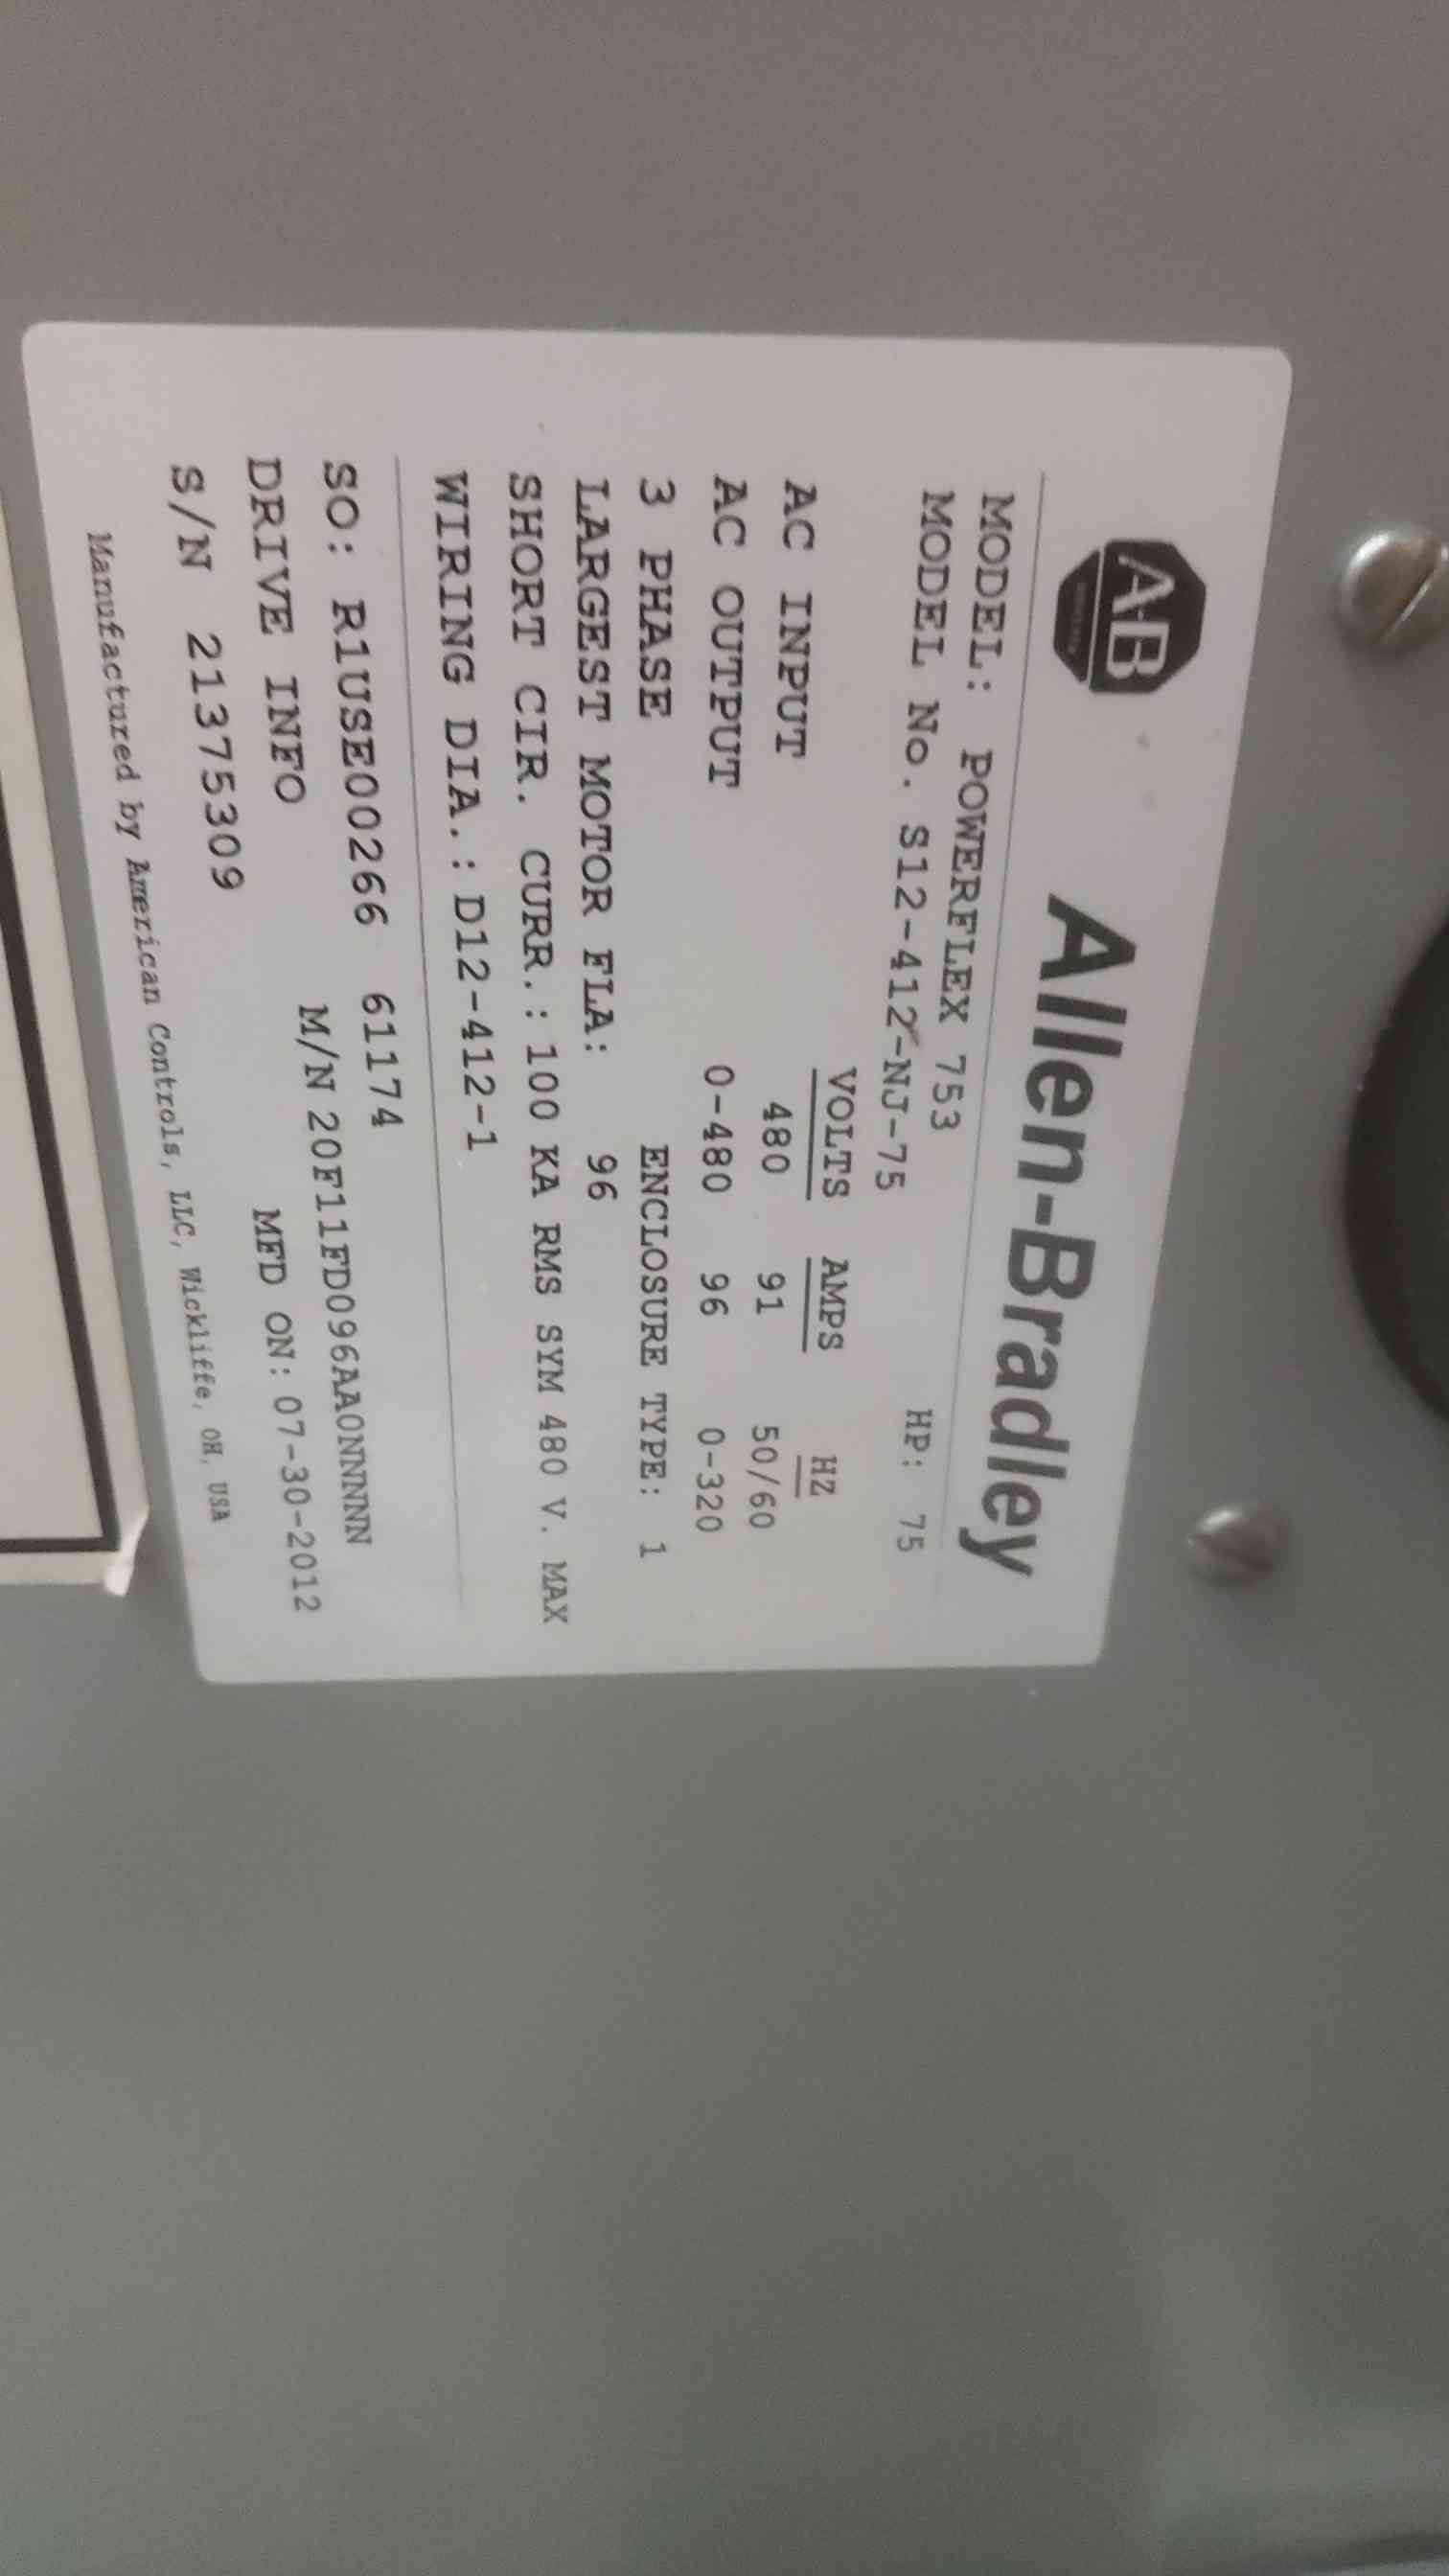 AB
Allen-Bradley
MODEL: POWERFLEX 753
MODEL No. S12-412-NJ-75 HP: 75
VOLTS AMPS HZ
AC INPUT 480 91 50/60
AC OUTPUT 0-480 96 0-320
3 PHASE ENCLOSURE TYPE: 1
LARGEST MOTOR FLA: 96
SHORT CIR. CURR.: 100 KA RMS SYM 480 V. MAX
WIRING DIA.: D12-412-1
SO: R1USE00266 61174
DRIVE INFO M/N 20F11FD096AA0NNNNN
S/N 21375309 MFD ON: 07-30-2012
Manufactured by American Controls, LLC, Wickliffe, OH, USA